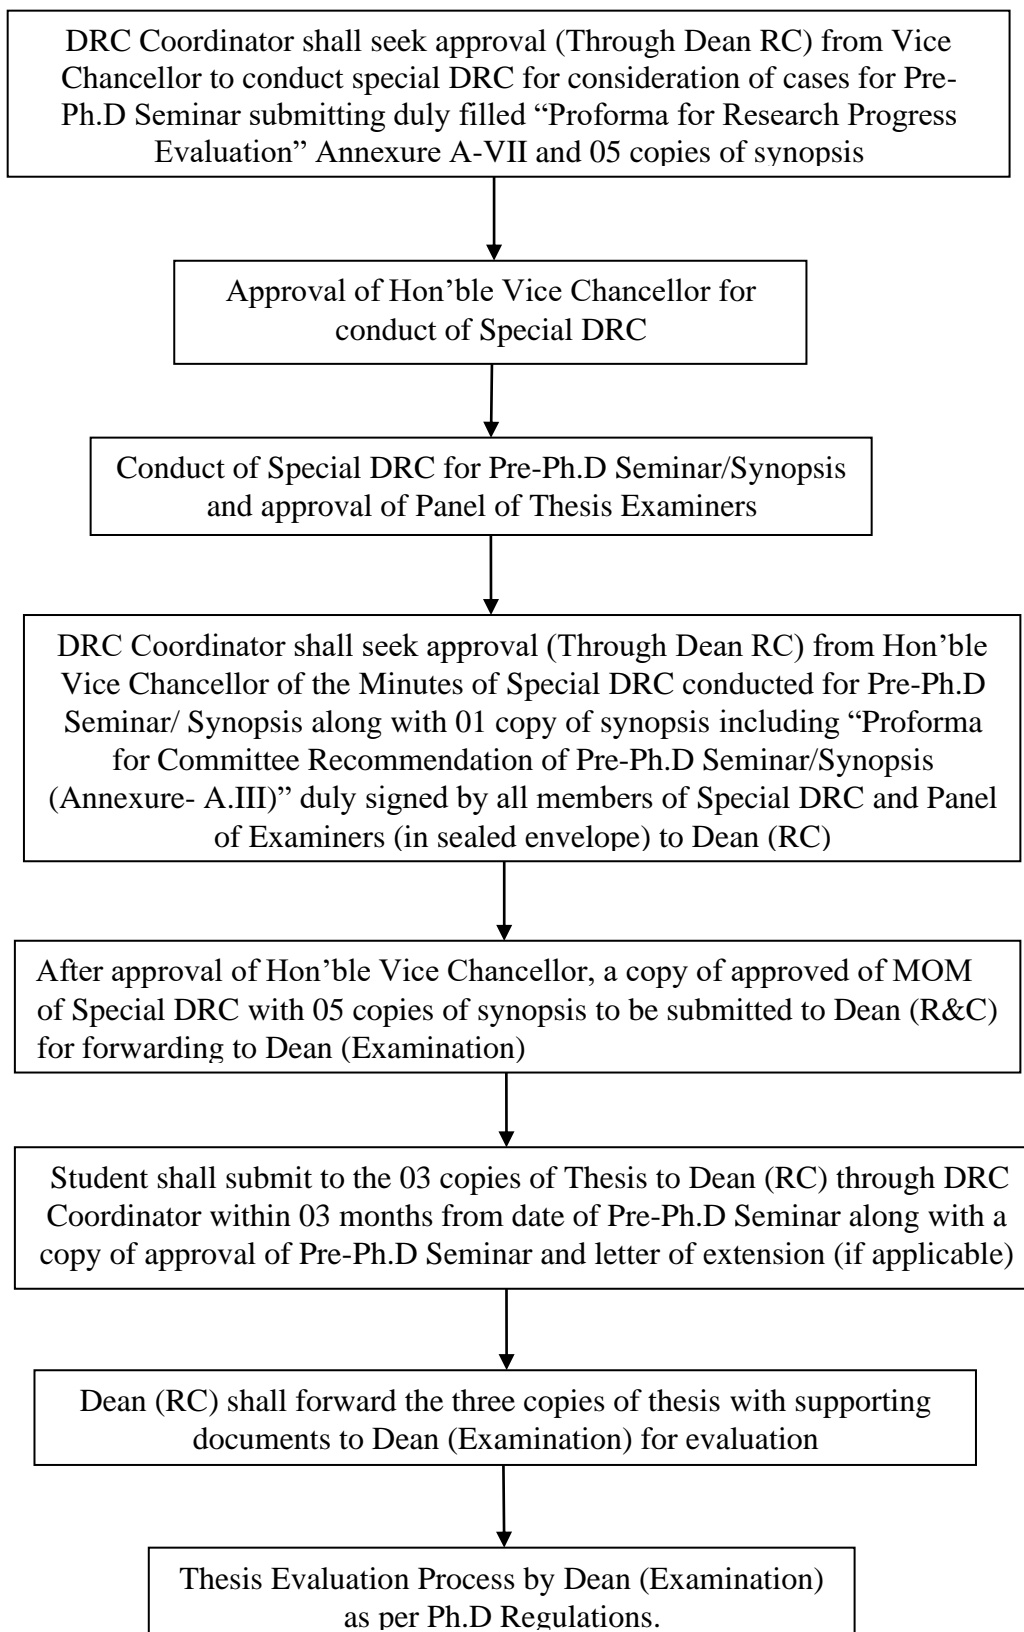 DRC Coordinator shall seek approval (Through Dean RC) from Vice
Chancellor to conduct special DRC for consideration of cases for Pre-
Ph.D Seminar submitting duly filled “Proforma for Research Progress
Evaluation” Annexure A-VII and 05 copies of synopsis
Approval of Hon’ble Vice Chancellor for
conduct of Special DRC
Conduct of Special DRC for Pre-Ph.D Seminar/Synopsis
and approval of Panel of Thesis Examiners
DRC Coordinator shall seek approval (Through Dean RC) from Hon’ble
Vice Chancellor of the Minutes of Special DRC conducted for Pre-Ph.D
Seminar/ Synopsis along with 01 copy of synopsis including “Proforma
for Committee Recommendation of Pre-Ph.D Seminar/Synopsis
(Annexure- A.III)” duly signed by all members of Special DRC and Panel
of Examiners (in sealed envelope) to Dean (RC)
After approval of Hon’ble Vice Chancellor, a copy of approved of MOM
of Special DRC with 05 copies of synopsis to be submitted to Dean (R&C)
for forwarding to Dean (Examination)
Student shall submit to the 03 copies of Thesis to Dean (RC) through DRC
Coordinator within 03 months from date of Pre-Ph.D Seminar along with a
copy of approval of Pre-Ph.D Seminar and letter of extension (if applicable)
Dean (RC) shall forward the three copies of thesis with supporting
documents to Dean (Examination) for evaluation
Thesis Evaluation Process by Dean (Examination)
as per Ph.D Regulations.